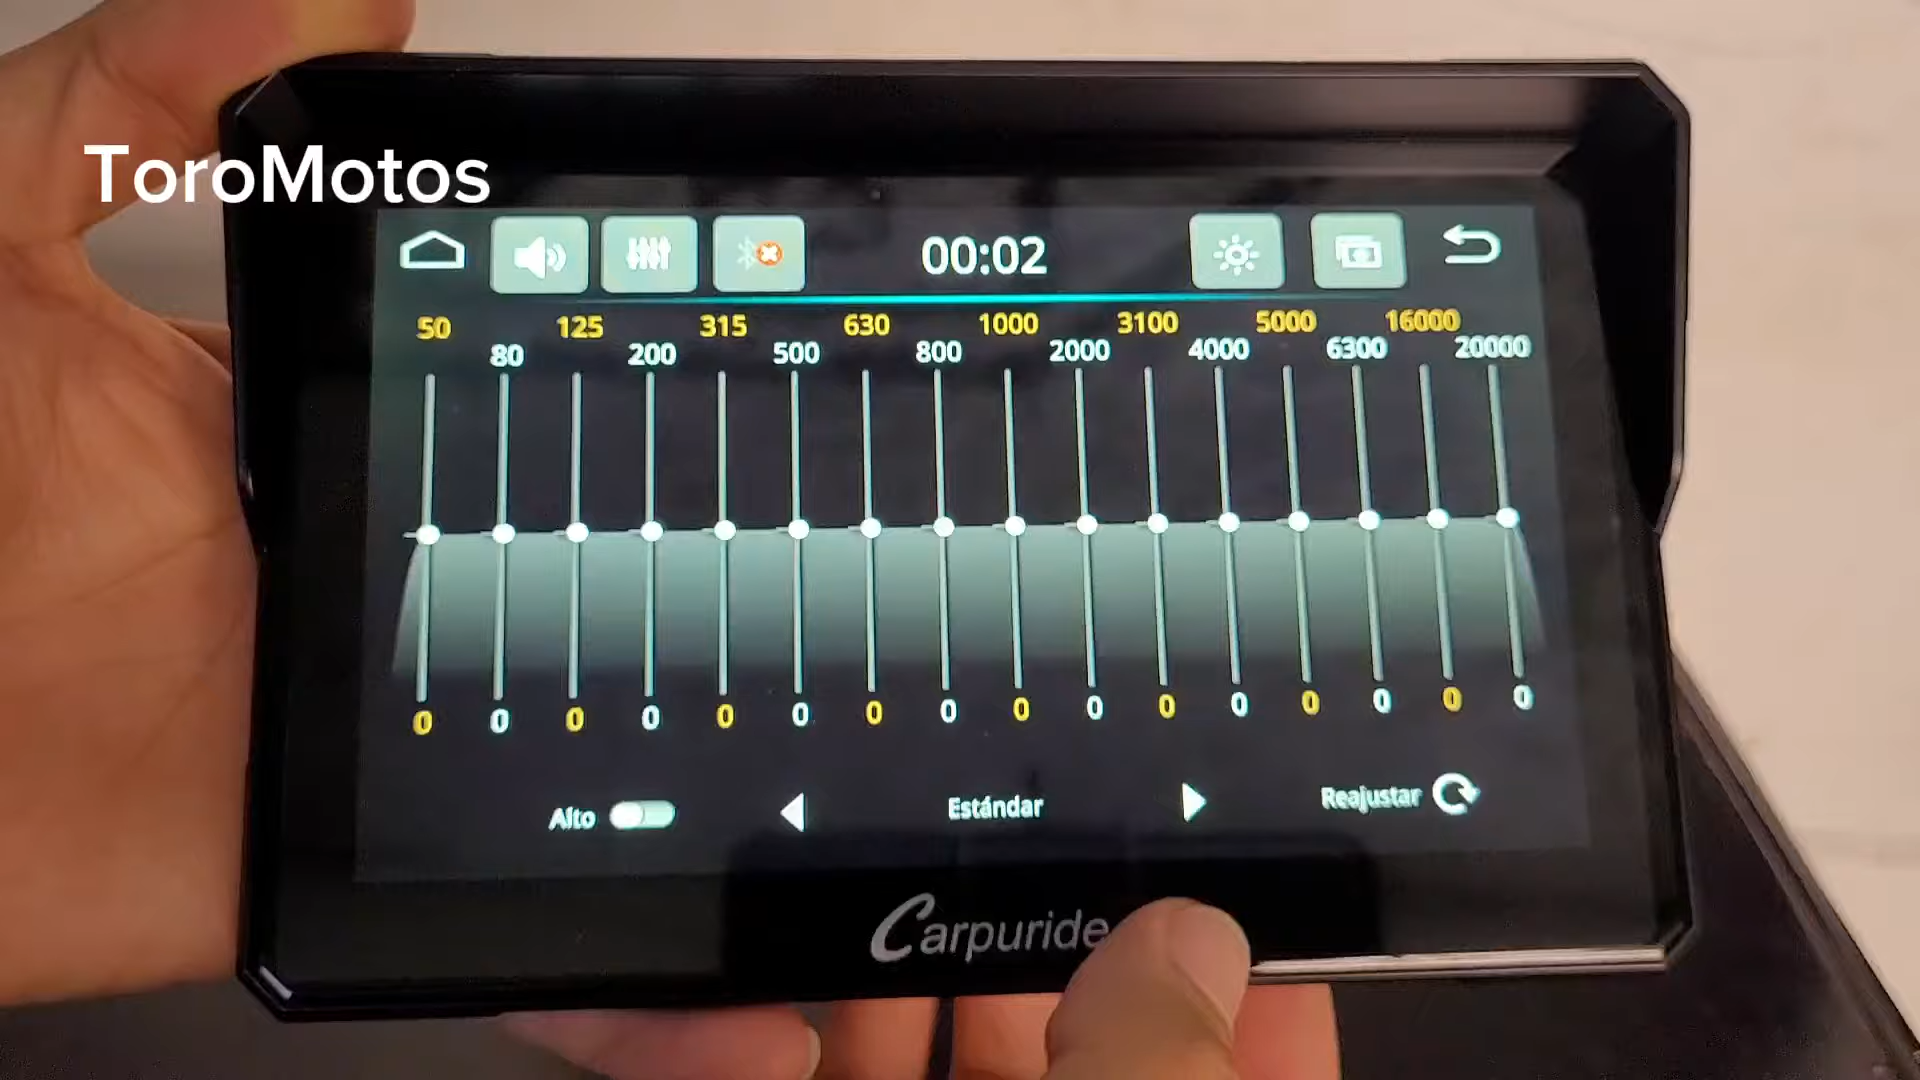 ToroMotos
00:02
50 125 315 630 1000 3100 5000 16000
80 200 500 800 2000 4000 6300 20000
0 0 0 0 0 0 0 0 0 0 0 0 0 0 0 0
Alto Estándar Reajustar
Carpuride